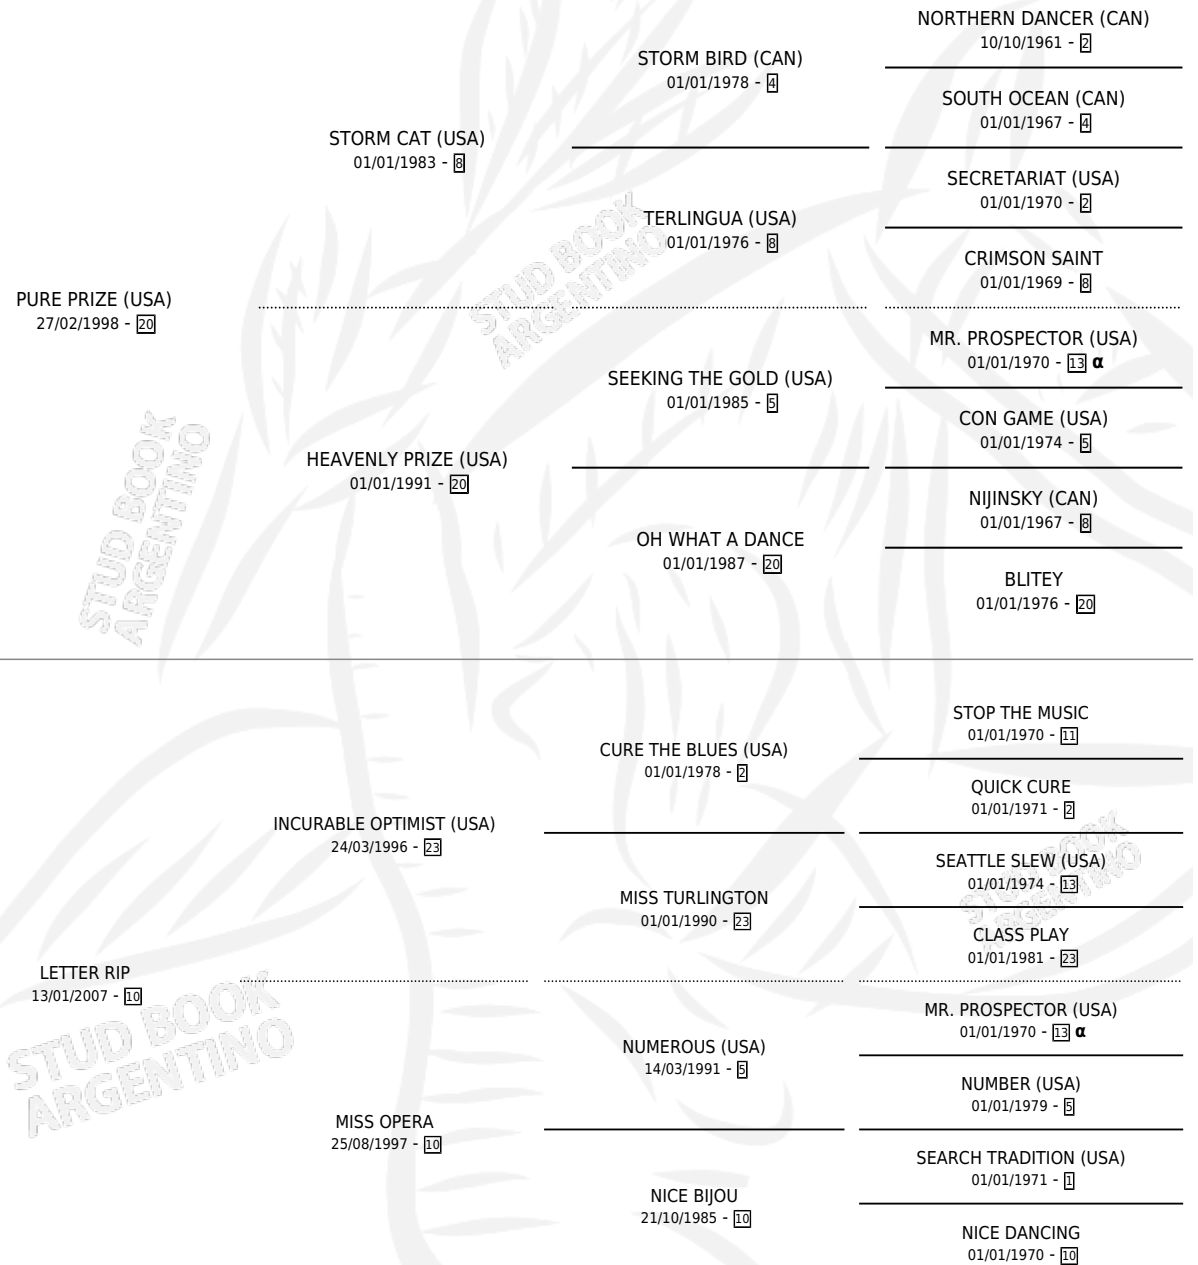 NORTHERN DANCER (CAN)
10/10/1961 - 2
STORM BIRD (CAN)
01/01/1978 - 4
SOUTH OCEAN (CAN)
01/01/1967 - 4
STORM CAT (USA)
01/01/1983 - 8
SECRETARIAT (USA)
01/01/1970 - 2
TERLINGUA (USA)
01/01/1976 - 8
CRIMSON SAINT
01/01/1969 - 8
PURE PRIZE (USA)
27/02/1998 - 20
MR. PROSPECTOR (USA)
01/01/1970 - 13 α
SEEKING THE GOLD (USA)
01/01/1985 - 5
CON GAME (USA)
01/01/1974 - 5
HEAVENLY PRIZE (USA)
01/01/1991 - 20
NIJINSKY (CAN)
01/01/1967 - 8
OH WHAT A DANCE
01/01/1987 - 20
BLITEY
01/01/1976 - 20
STOP THE MUSIC
01/01/1970 - 11
CURE THE BLUES (USA)
01/01/1978 - 2
QUICK CURE
01/01/1971 - 2
INCURABLE OPTIMIST (USA)
24/03/1996 - 23
SEATTLE SLEW (USA)
01/01/1974 - 13
MISS TURLINGTON
01/01/1990 - 23
CLASS PLAY
01/01/1981 - 23
LETTER RIP
13/01/2007 - 10
MR. PROSPECTOR (USA)
01/01/1970 - 13 α
NUMEROUS (USA)
14/03/1991 - 5
NUMBER (USA)
01/01/1979 - 5
MISS OPERA
25/08/1997 - 10
SEARCH TRADITION (USA)
01/01/1971 - 1
NICE BIJOU
21/10/1985 - 10
NICE DANCING
01/01/1970 - 10
STUD BOOK
ARGENTINO
STUD BOOK
ARGENTINO
STUD BOOK
ARGENTINO
STUD BOOK
ARGENTINO